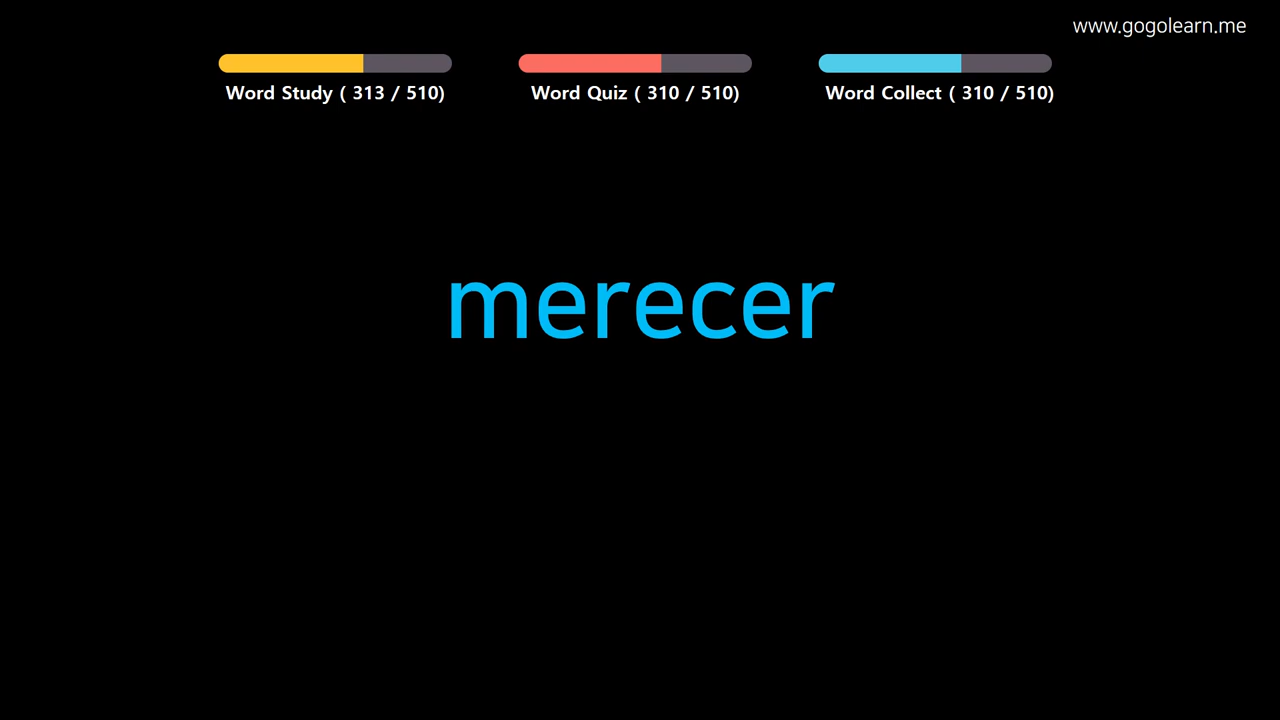 www.gogolearn.me
Word Study ( 313 / 510)
Word Quiz ( 310 / 510)
Word Collect ( 310 / 510)
merecer